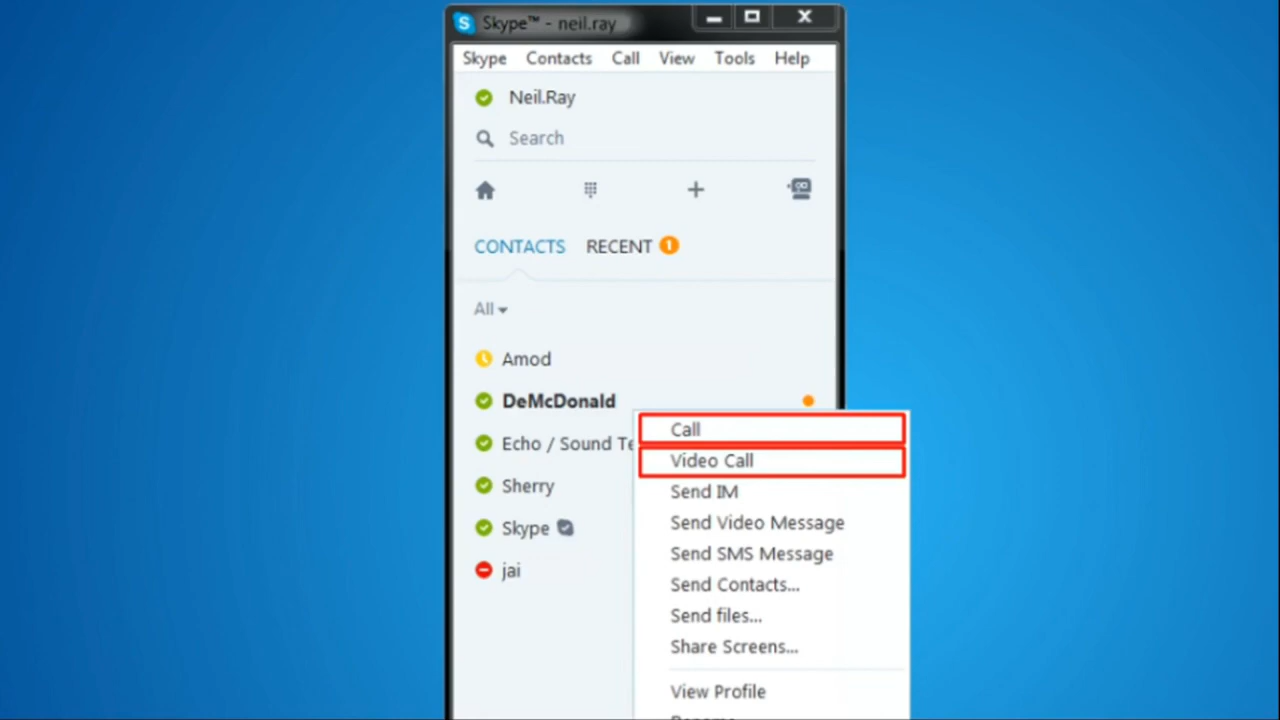 Skype™ - neil.ray
Skype Contacts Call View Tools Help
Neil.Ray
Search
CONTACTS RECENT 1
All
Amod
DeMcDonald
Call
Echo / Sound Te
Video Call
Sherry
Send IM
Skype
Send Video Message
Send SMS Message
jai
Send Contacts...
Send files...
Share Screens...
View Profile